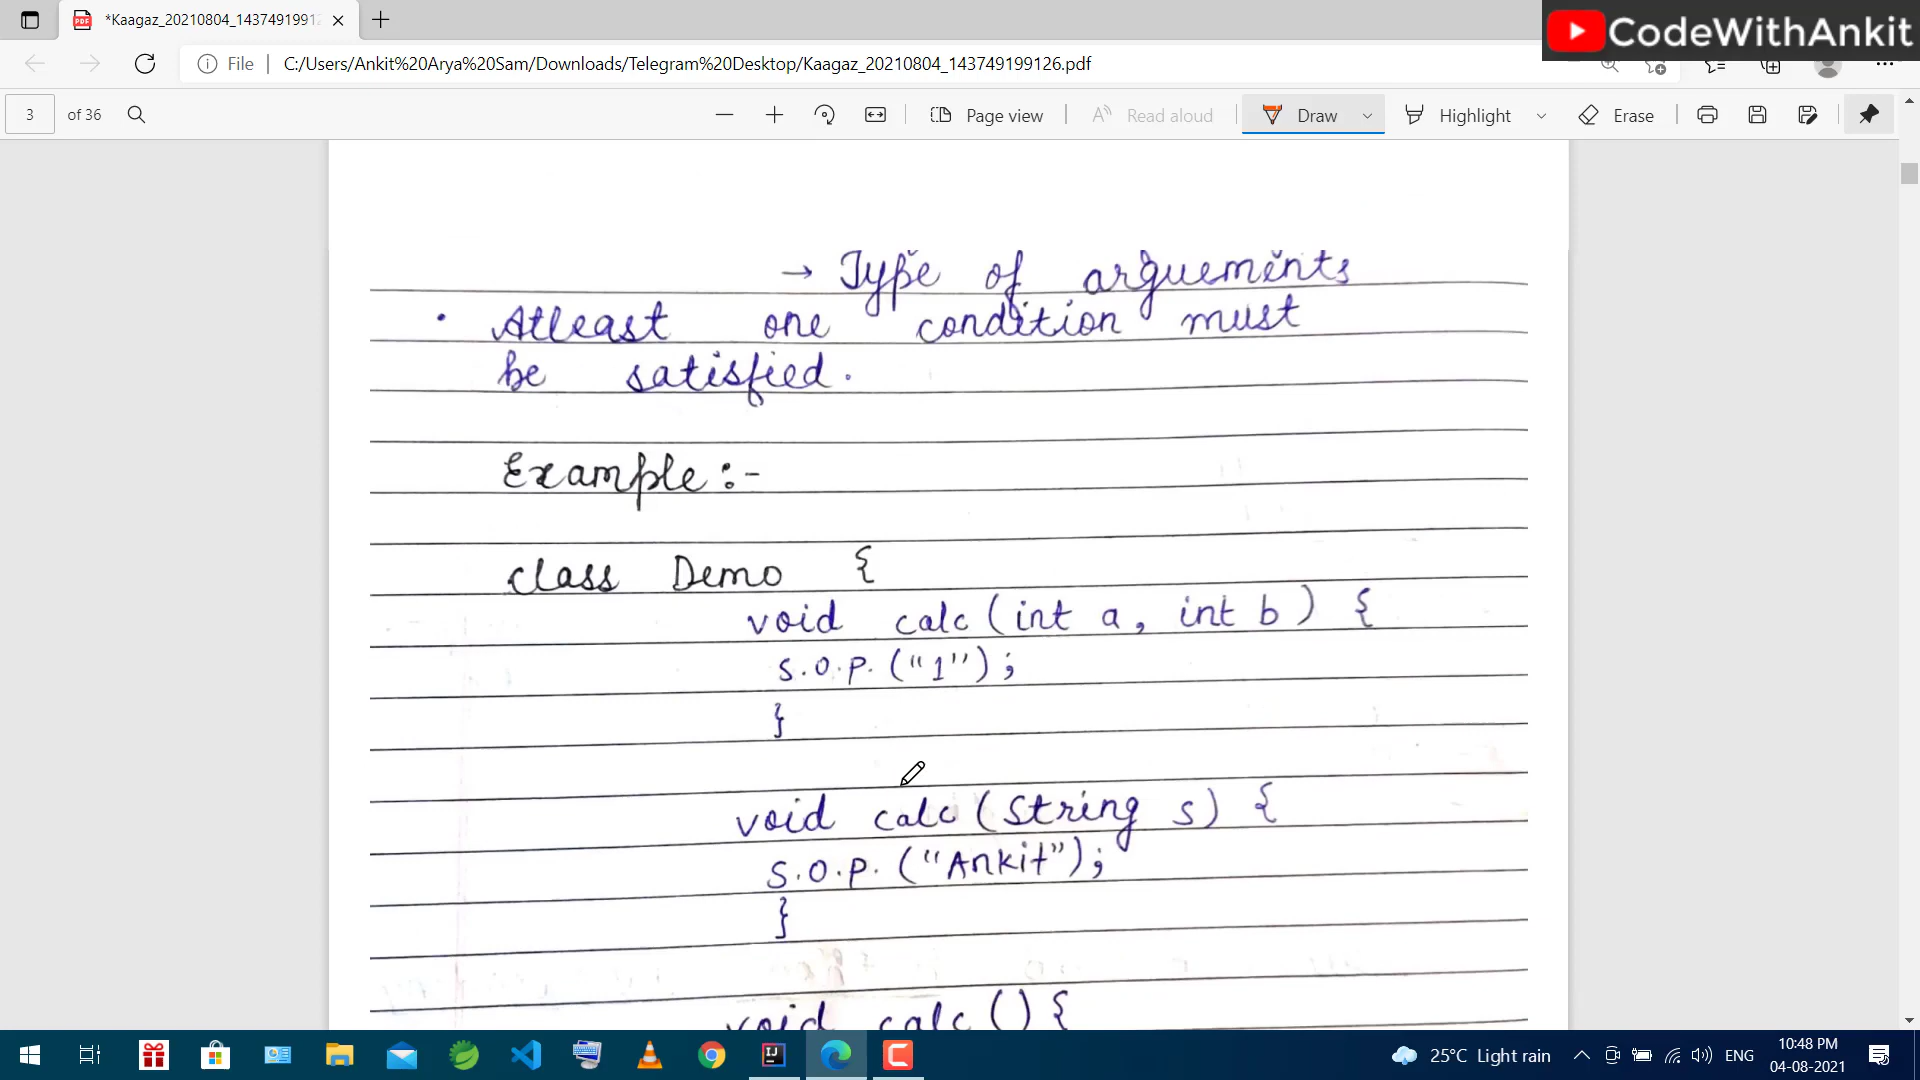 *Kaagaz_20210804_14374919912
CodeWithAnkit
File
C:/Users/Ankit%20Arya%20Sam/Downloads/Telegram%20Desktop/Kaagaz_20210804_143749199126.pdf
3 of 36
Page view
Read aloud
Draw
Highlight
Erase
→ Type of arguements
• Atleast one condition must
be satisfied.
Example:-
class Demo {
void calc (int a, int b) {
S.O.P. ("1");
}
void calc (String s) {
S.O.P. ("Ankit");
}
void calc () {
25°C Light rain
ENG
10:48 PM
04-08-2021